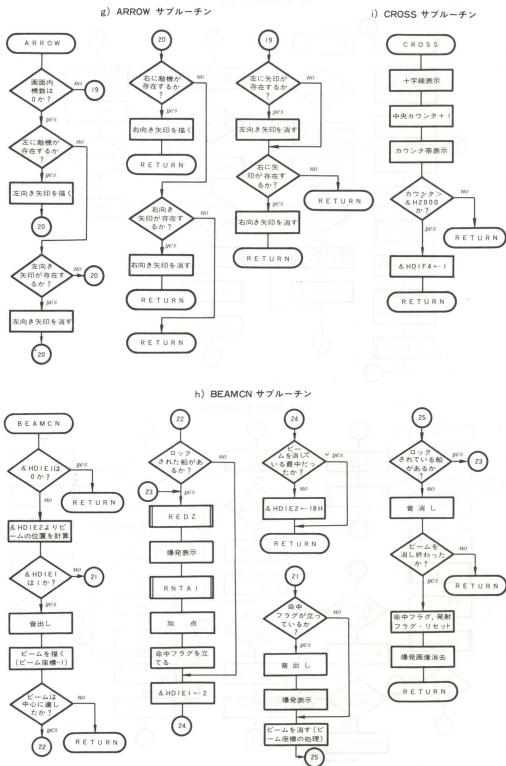 g) ARROW サブルーチン
ARROW
画面内
機数は
0か?
no
19
yes
左に敵機が
存在するか
?
no
yes
左向き矢印を描く
20
左向き
矢印が存在す
るか?
no
20
yes
左向き矢印を消す
20
20
右に敵機が
存在するか
?
no
yes
右向き矢印を描く
RETURN
右向き
矢印が存在す
るか?
no
yes
右向き矢印を消す
RETURN
RETURN
19
左に矢印が
存在するか
?
no
yes
左向き矢印を消す
右に矢
印が存在す
るか?
no
RETURN
yes
右向き矢印を消す
RETURN
i) CROSS サブルーチン
CROSS
十字線表示
中央カウンタ+1
カウンタ帯表示
カウンタ>
&H2000
か?
no
RETURN
yes
&HD1F4←1
RETURN
h) BEAMCN サブルーチン
BEAMCN
&HD1E1は
0か?
yes
RETURN
no
&HD1E2よりビ
ームの位置を計算
&HD1E1
は1か?
no
21
yes
音出し
ビームを描く
(ビーム座標-1)
ビームは
中心に達し
たか?
no
RETURN
yes
22
22
ロック
された船があ
るか?
no
23
yes
REDZ
爆発表示
RNTA1
加点
命中フラグを立
てる
&HD1E1←2
24
24
ビー
ムを消して
いる最中だっ
たか?
yes
no
&HD1E2←18H
RETURN
21
命中
フラグが立っ
ているか?
no
yes
音出し
爆発表示
ビームを消す(ビ
ーム座標の処理)
25
25
ロック
されている船
があるか?
yes
23
no
音消し
ビームを
消し終わった
か?
no
RETURN
yes
命中フラグ,発射
フラグ・リセット
爆発画像消去
RETURN